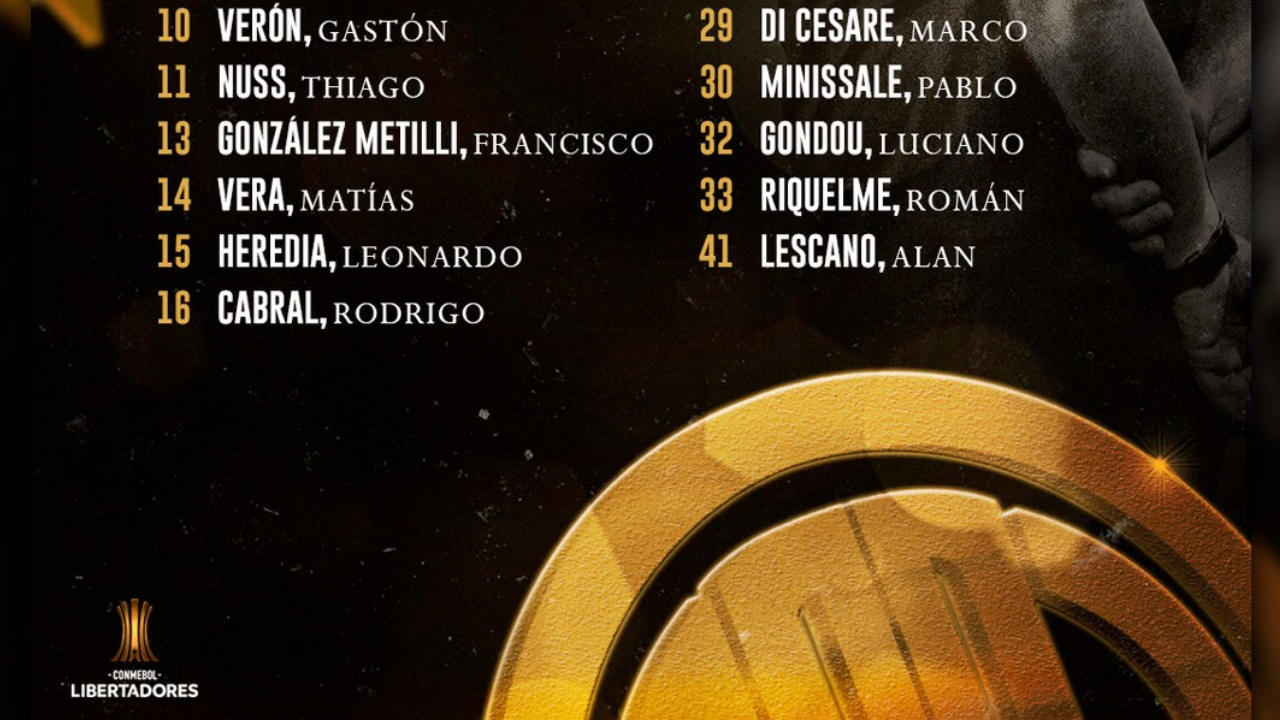 10 VERÓN, GASTÓN
11 NUSS, THIAGO
13 GONZÁLEZ METILLI, FRANCISCO
14 VERA, MATÍAS
15 HEREDIA, LEONARDO
16 CABRAL, RODRIGO
29 DI CESARE, MARCO
30 MINISSALE, PABLO
32 GONDOU, LUCIANO
33 RIQUELME, ROMÁN
41 LESCANO, ALAN
·CONMEBOL·
LIBERTADORES